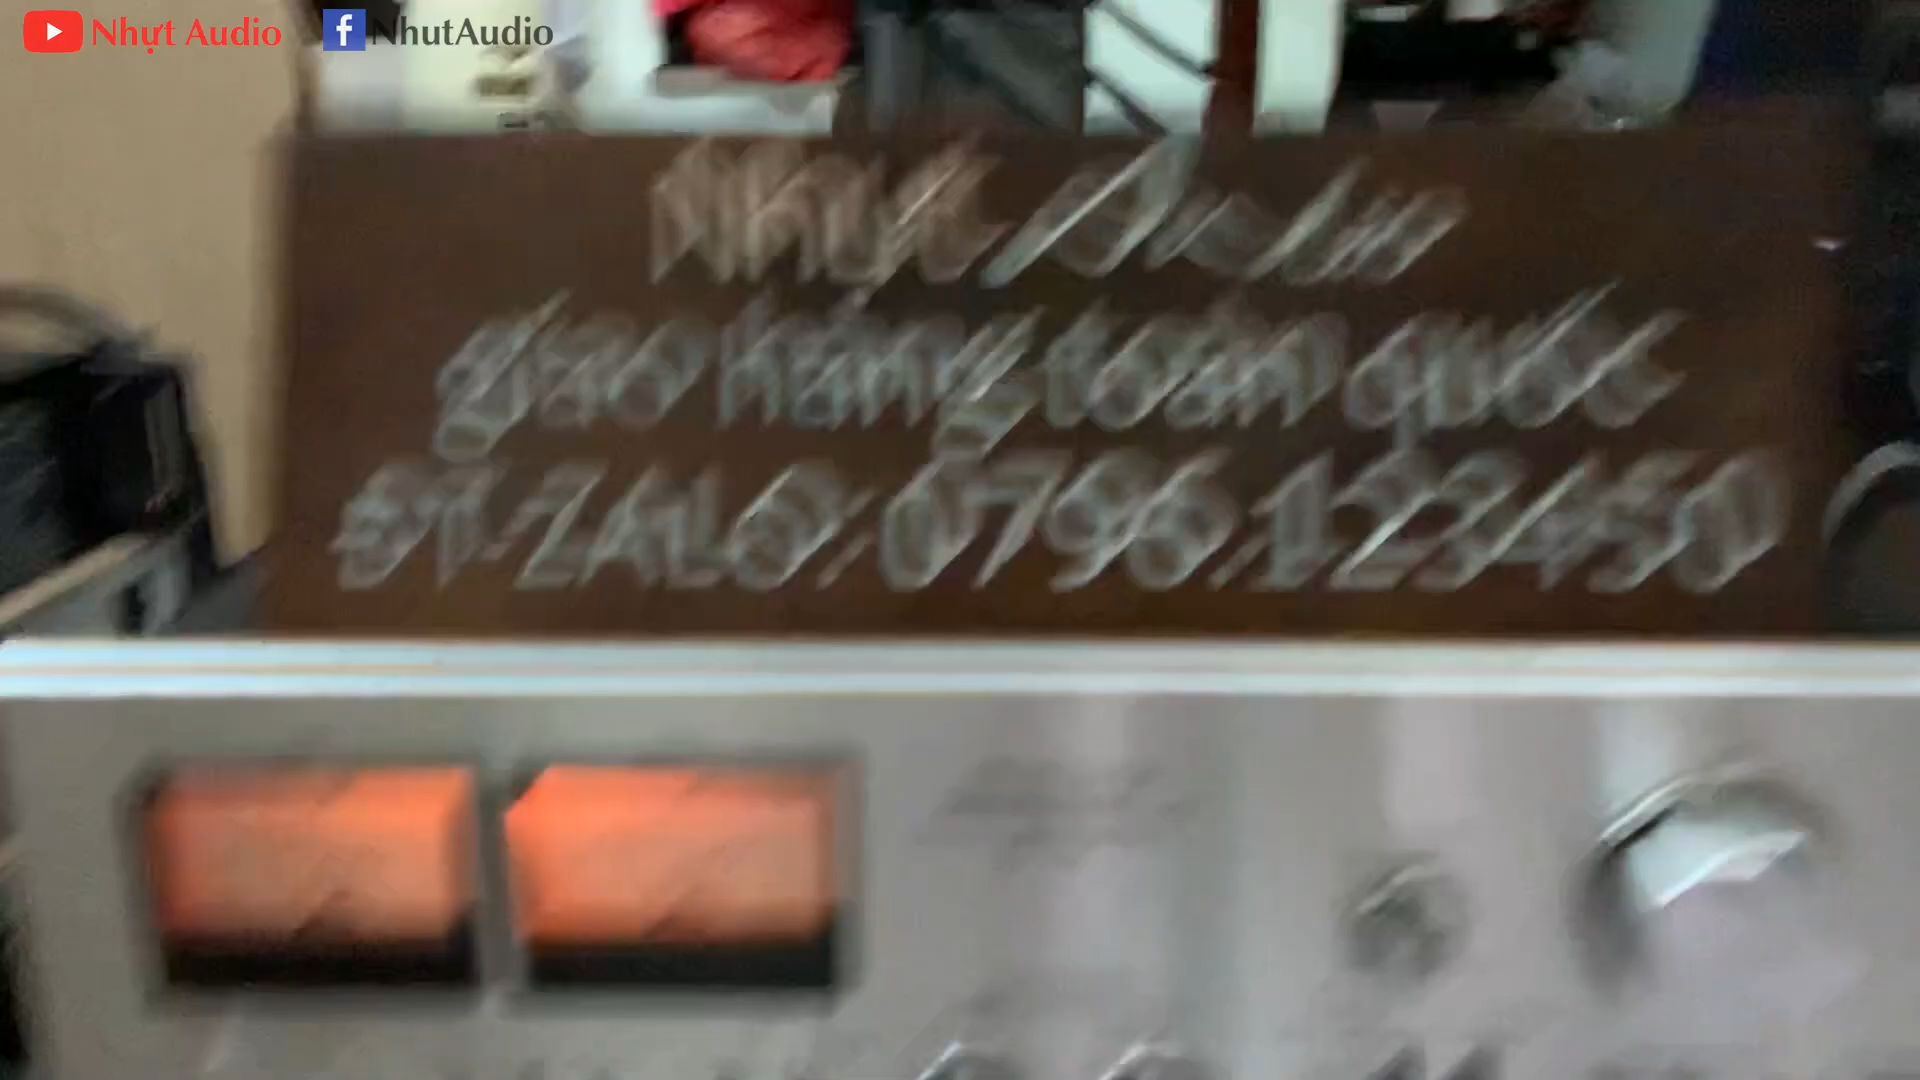 Nhựt Audio NhutAudio
Nhựt Audio
giao hàng toàn quốc
ĐT-ZALO: 0796.123450